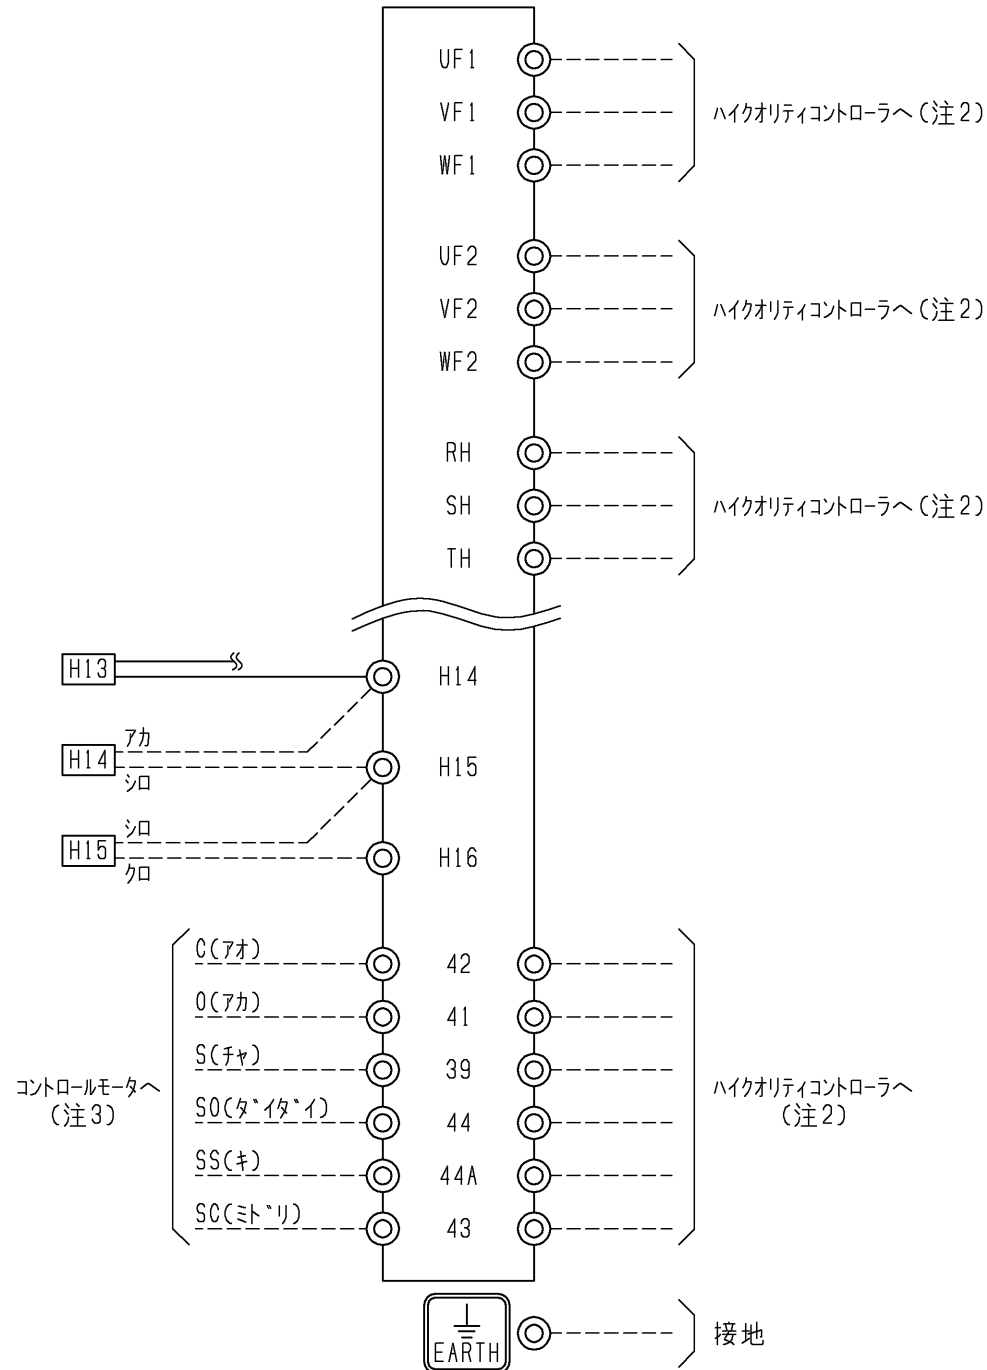 UF1
VF1
WF1
ハイクオリティコントローラへ(注2)
UF2
VF2
WF2
ハイクオリティコントローラへ(注2)
RH
SH
TH
ハイクオリティコントローラへ(注2)
H13
H14
アカ
H14
シロ
H15
シロ
H15
クロ
H16
コントロールモータへ
(注3)
C(アオ)
42
O(アカ)
41
S(チャ)
39
SO(ダイダイ)
44
SS(キ)
44A
SC(ミドリ)
43
ハイクオリティコントローラへ
(注2)
EARTH
接地